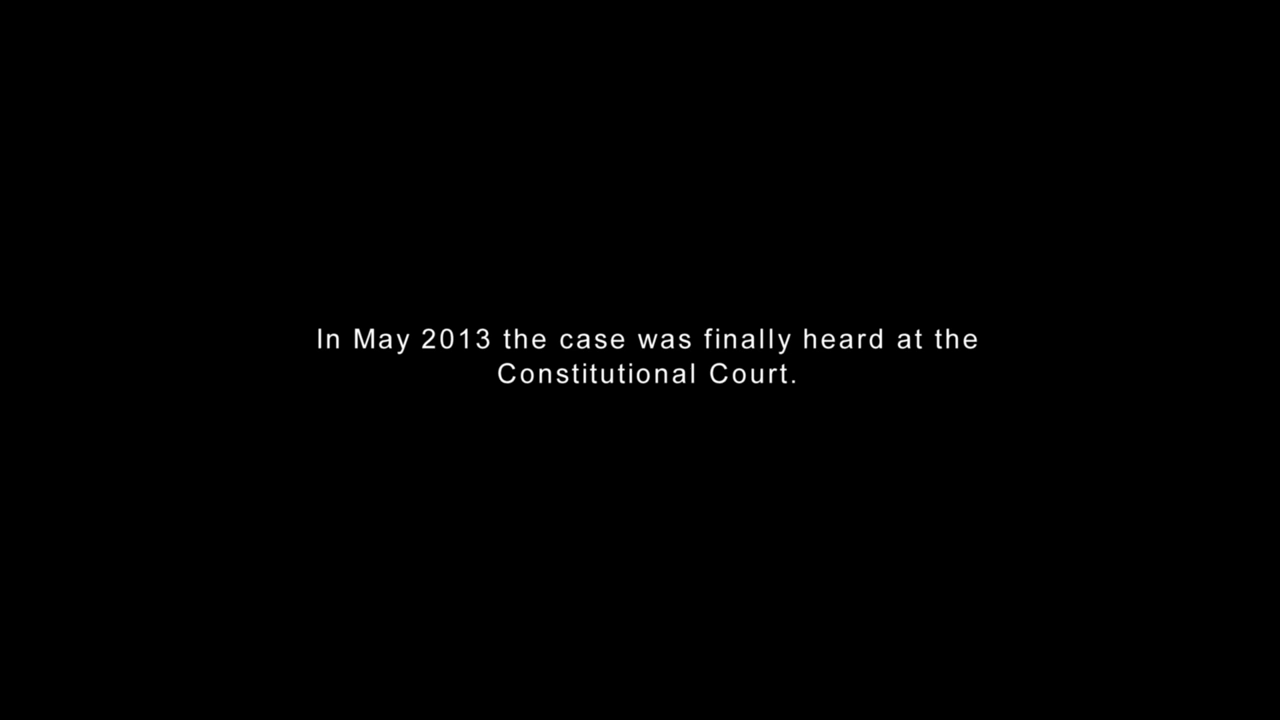 In May 2013 the case was finally heard at the
Constitutional Court.